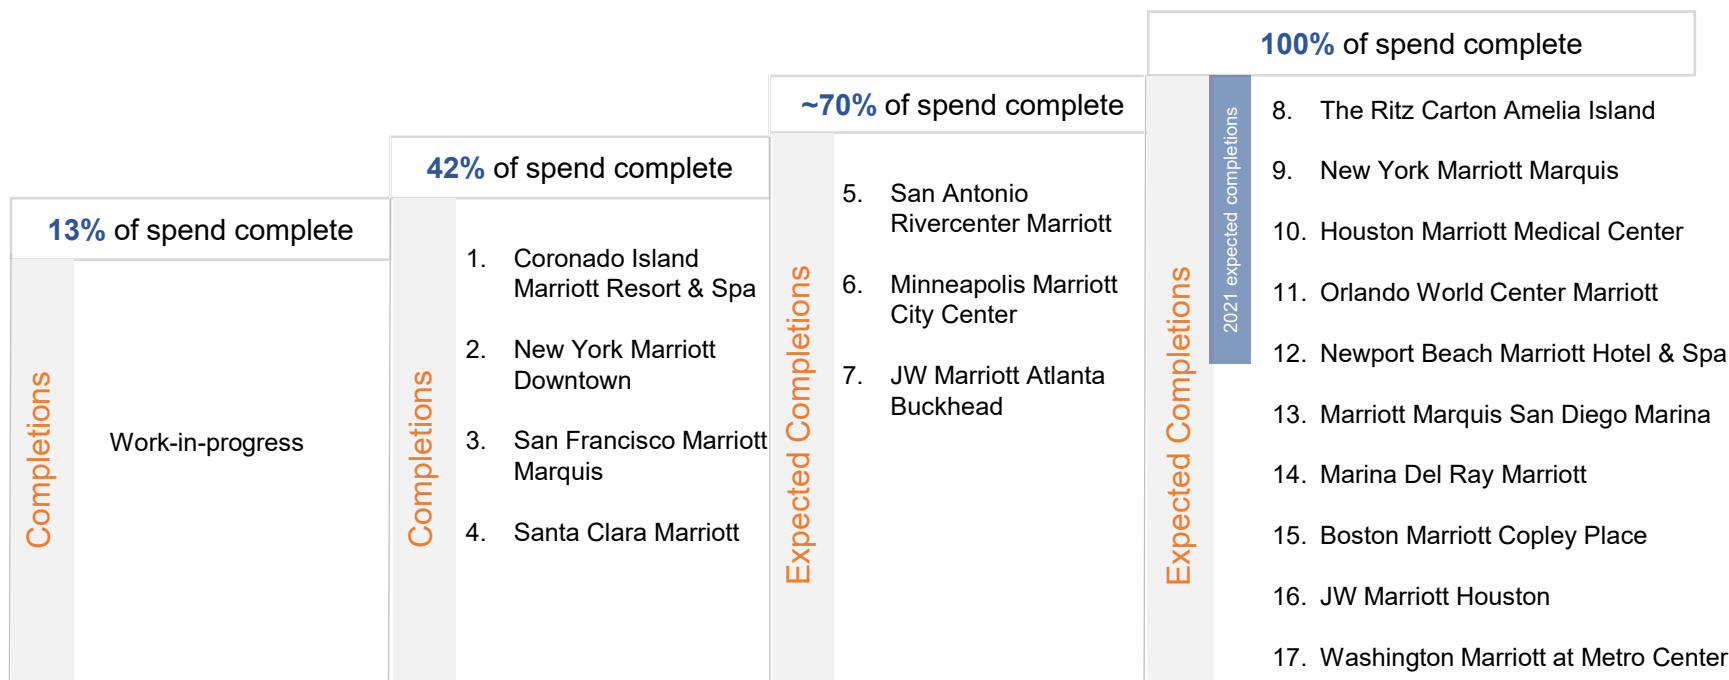 13% of spend complete
Completions
Work-in-progress
42% of spend complete
Completions
1. Coronado Island
Marriott Resort & Spa
2. New York Marriott
Downtown
3. San Francisco Marriott
Marquis
4. Santa Clara Marriott
~70% of spend complete
Expected Completions
5. San Antonio
Rivercenter Marriott
6. Minneapolis Marriott
City Center
7. JW Marriott Atlanta
Buckhead
100% of spend complete
Expected Completions
2021 expected completions
8. The Ritz Carton Amelia Island
9. New York Marriott Marquis
10. Houston Marriott Medical Center
11. Orlando World Center Marriott
12. Newport Beach Marriott Hotel & Spa
13. Marriott Marquis San Diego Marina
14. Marina Del Ray Marriott
15. Boston Marriott Copley Place
16. JW Marriott Houston
17. Washington Marriott at Metro Center